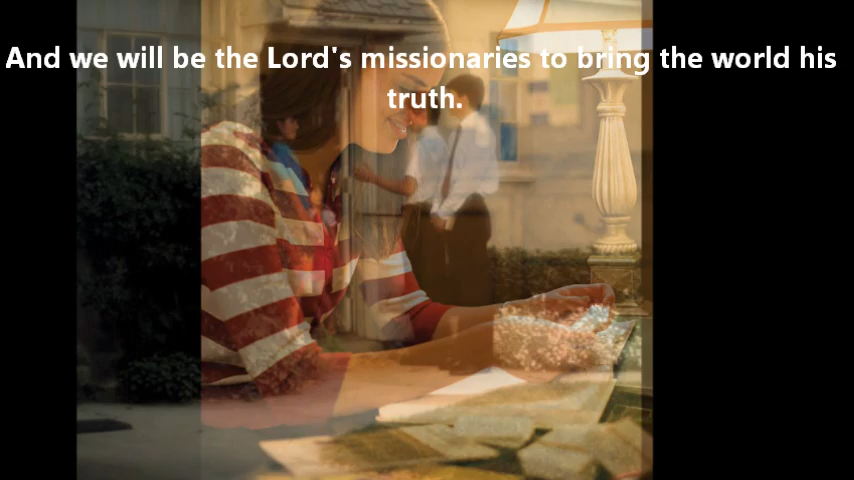 And we will be the Lord's missionaries to bring the world his
truth.